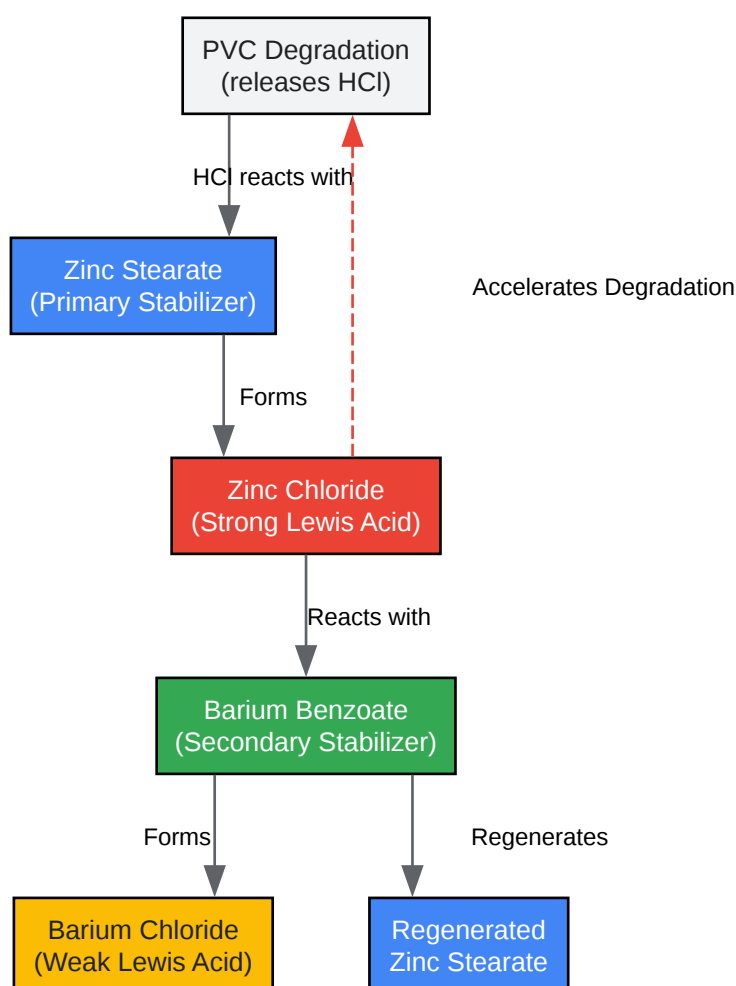 PVC Degradation
(releases HCl)
HCl reacts with
Zinc Stearate
(Primary Stabilizer)
Accelerates Degradation
Forms
Zinc Chloride
(Strong Lewis Acid)
Reacts with
Barium Benzoate
(Secondary Stabilizer)
Forms
Regenerates
Barium Chloride
(Weak Lewis Acid)
Regenerated
Zinc Stearate